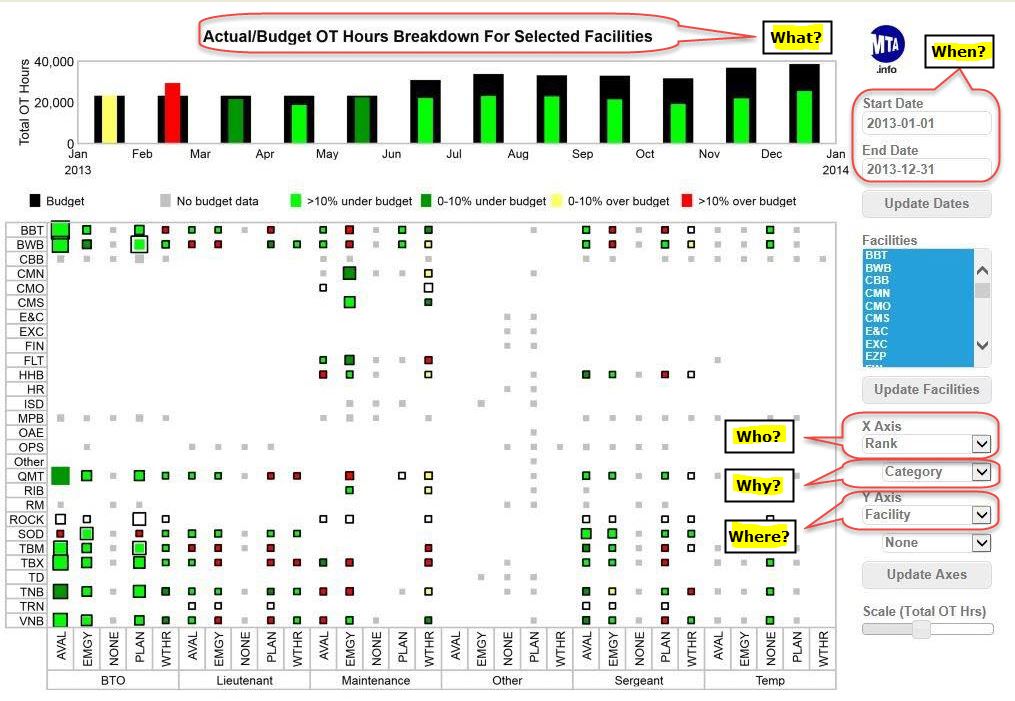 Actual/Budget OT Hours Breakdown For Selected Facilities
What?
MTA
.info
When?
Total OT Hours
40,000
20,000
0
Jan
2013
Feb
Mar
Apr
May
Jun
Jul
Aug
Sep
Oct
Nov
Dec
Jan
2014
Budget
No budget data
>10% under budget
0-10% under budget
0-10% over budget
>10% over budget
Start Date
2013-01-01
End Date
2013-12-31
Update Dates
Facilities
BBT
BWB
CBB
CMN
CMO
CMS
E&C
EXC
EZP
Update Facilities
X Axis
Rank
Category
Y Axis
Facility
None
Update Axes
Scale (Total OT Hrs)
Who?
Why?
Where?
BBT
BWB
CBB
CMN
CMO
CMS
E&C
EXC
FIN
FLT
HHB
HR
ISD
MPB
OAE
OPS
Other
QMT
RIB
RM
ROCK
SOD
TBM
TBX
TD
TNB
TRN
VNB
AVAL EMGY NONE PLAN WTHR AVAL EMGY NONE PLAN WTHR AVAL EMGY NONE PLAN WTHR AVAL EMGY NONE PLAN WTHR AVAL EMGY NONE PLAN WTHR AVAL EMGY NONE PLAN WTHR
BTO Lieutenant Maintenance Other Sergeant Temp